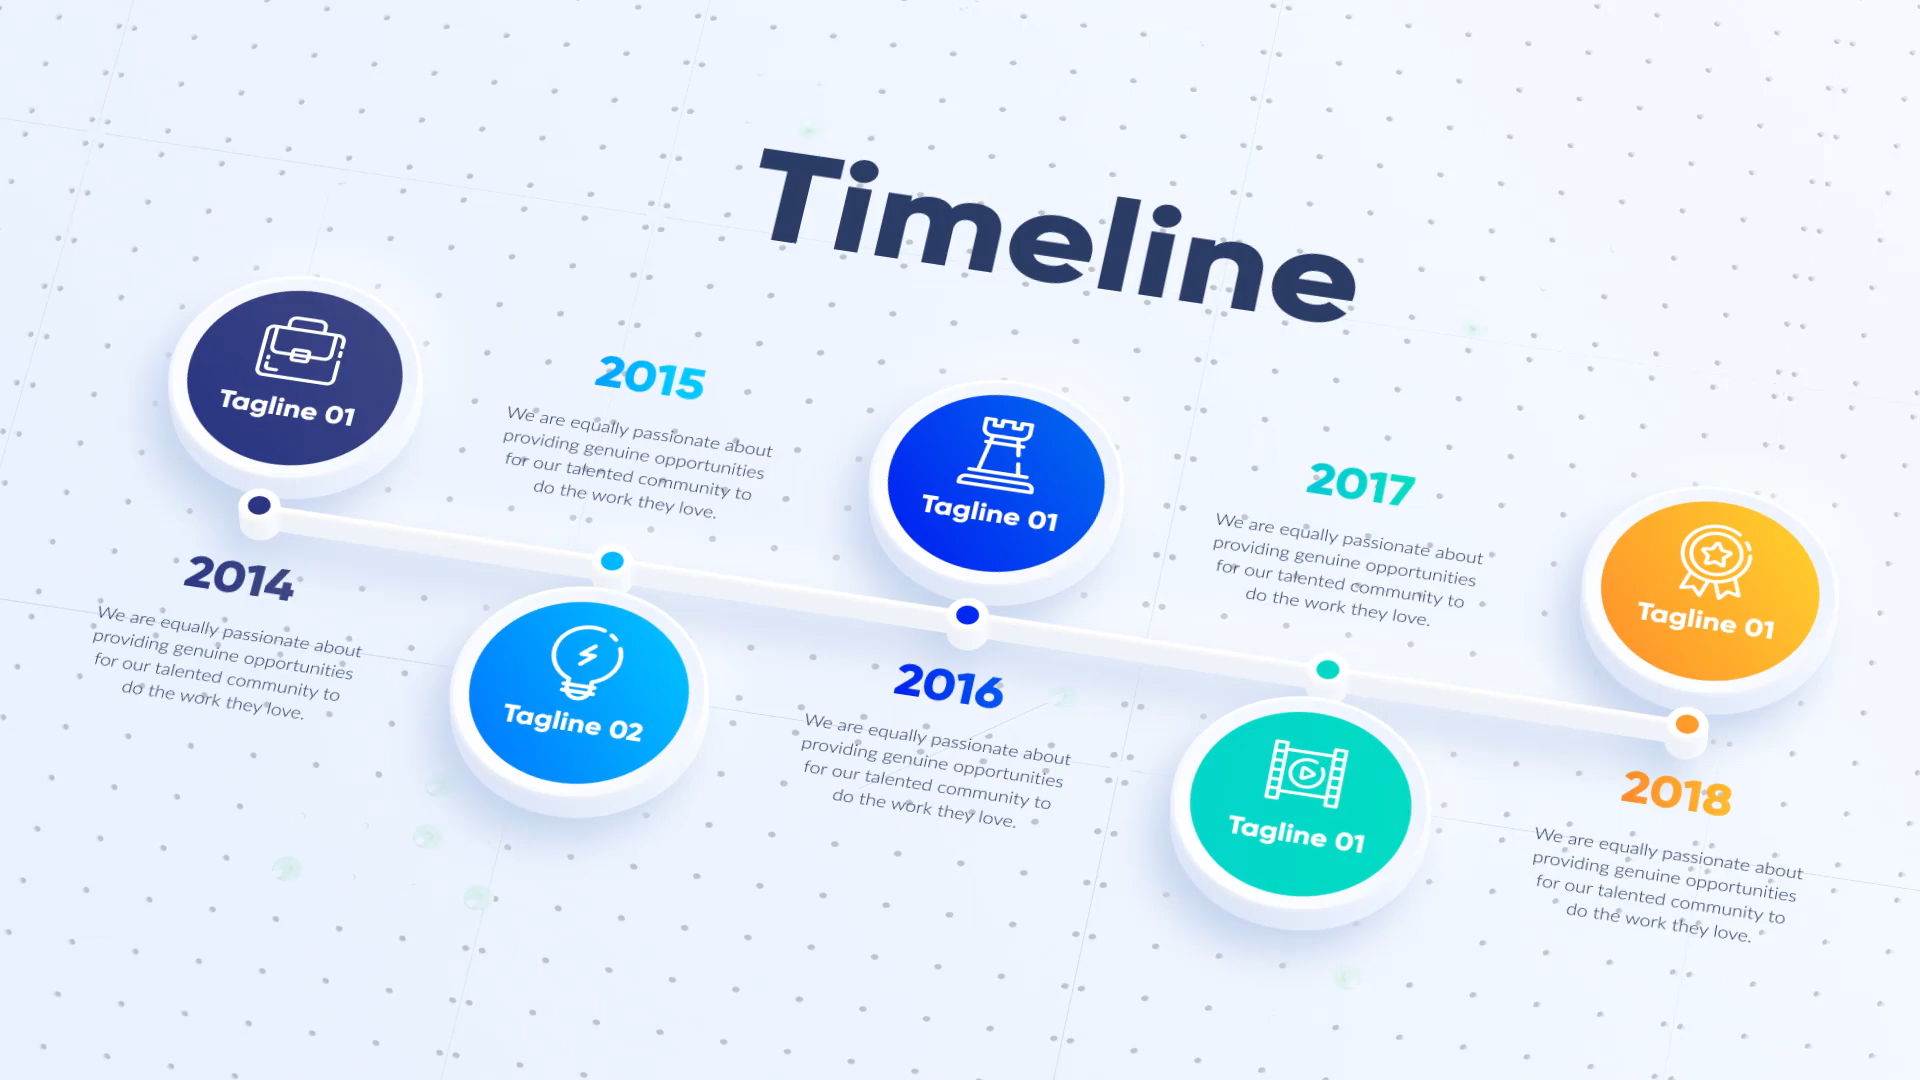 Timeline
Tagline 01
2014
We are equally passionate about
providing genuine opportunities
for our talented community to
do the work they love.
2015
We are equally passionate about
providing genuine opportunities
for our talented community to
do the work they love.
Tagline 02
Tagline 01
2016
We are equally passionate about
providing genuine opportunities
for our talented community to
do the work they love.
2017
We are equally passionate about
providing genuine opportunities
for our talented community to
do the work they love.
Tagline 01
Tagline 01
2018
We are equally passionate about
providing genuine opportunities
for our talented community to
do the work they love.